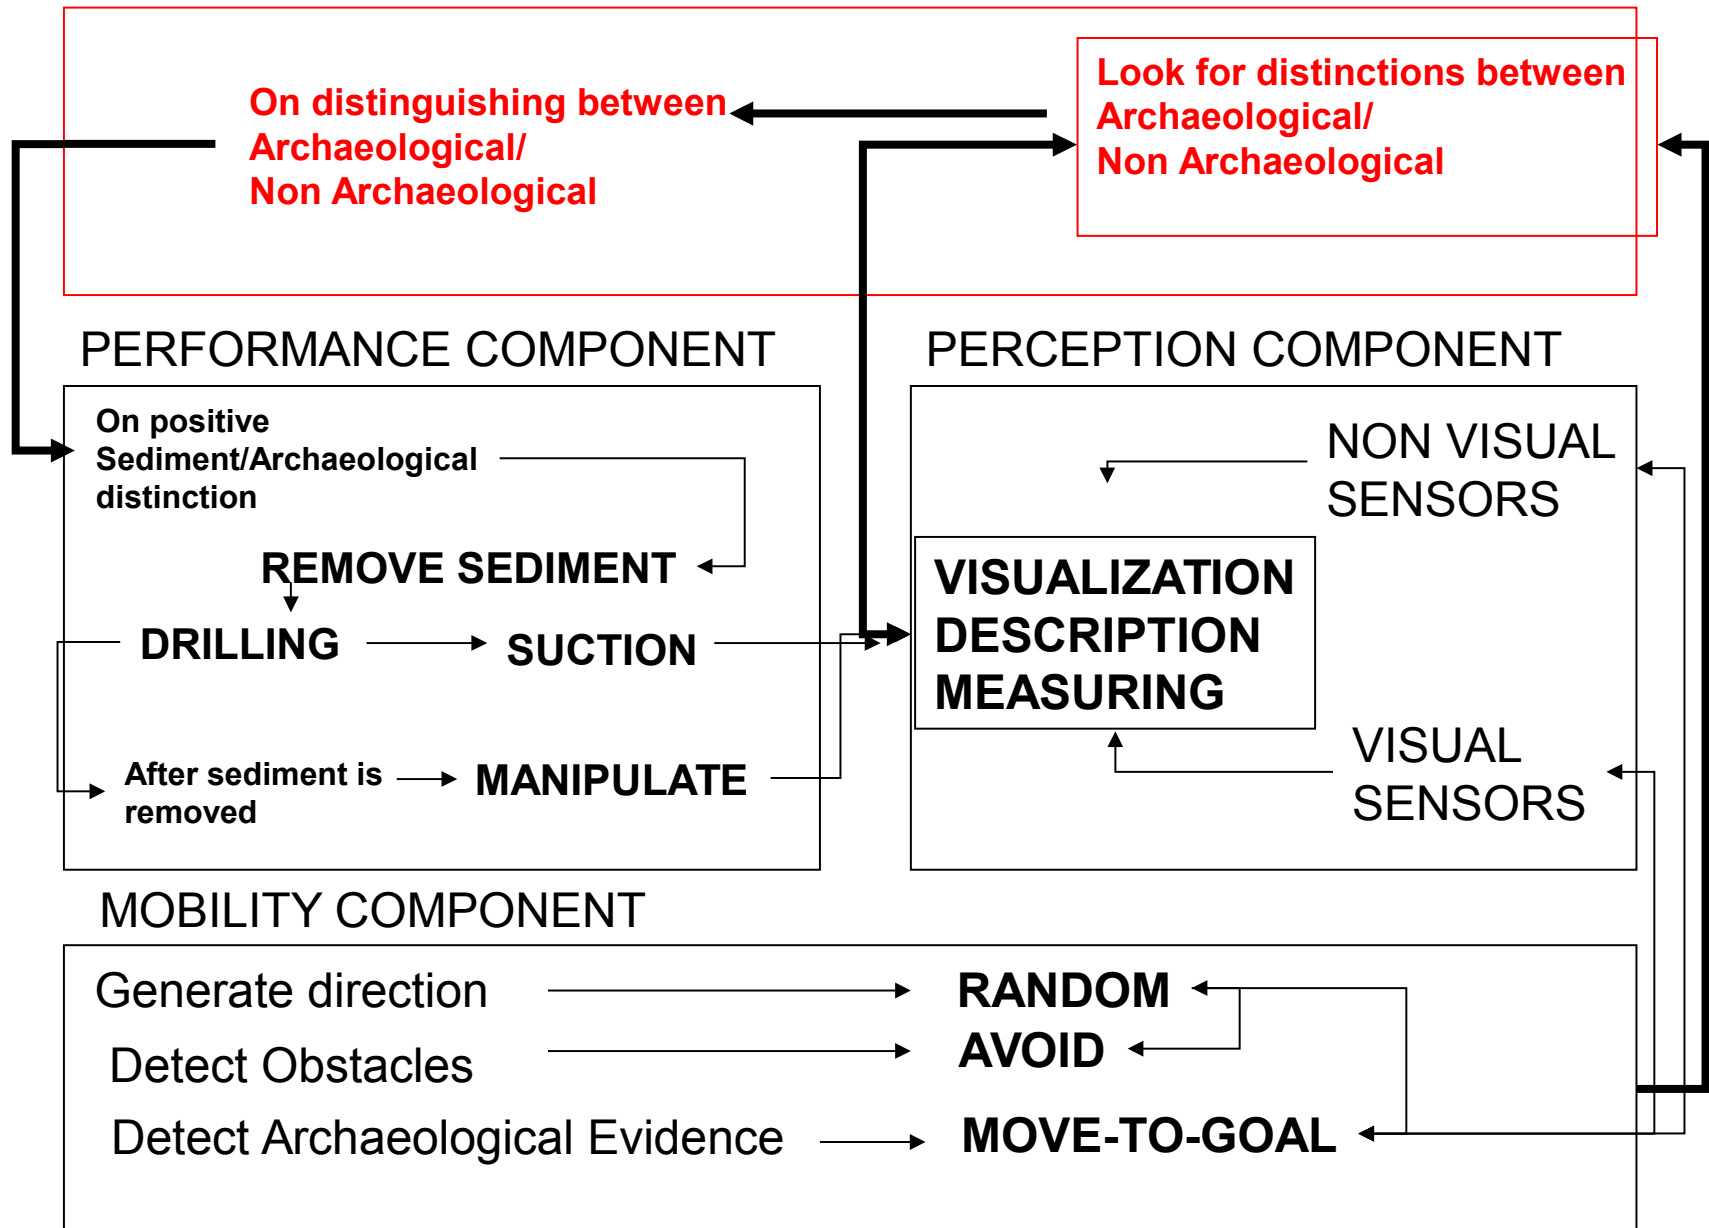 On distinguishing between
Archaeological/
Non Archaeological
Look for distinctions between
Archaeological/
Non Archaeological
PERFORMANCE COMPONENT
On positive
Sediment/Archaeological
distinction
REMOVE SEDIMENT
DRILLING
SUCTION
After sediment is
removed
MANIPULATE
PERCEPTION COMPONENT
NON VISUAL
SENSORS
VISUALIZATION
DESCRIPTION
MEASURING
VISUAL
SENSORS
MOBILITY COMPONENT
Generate direction
RANDOM
Detect Obstacles
AVOID
Detect Archaeological Evidence
MOVE-TO-GOAL